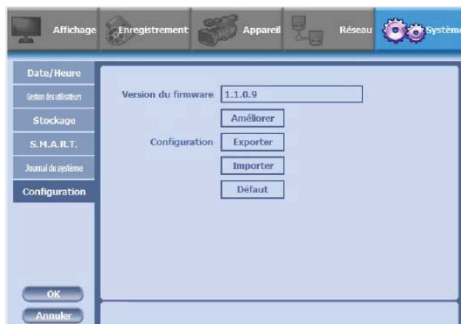 Affichage Enregistrement Appareil Réseau Système
Date/Heure
Gestion des utilisateurs
Stockage
S.M.A.R.T.
Journal du système
Configuration
Version du firmware 1.1.0.9
Améliorer
Configuration Exporter
Importer
Défaut
OK
Annuler